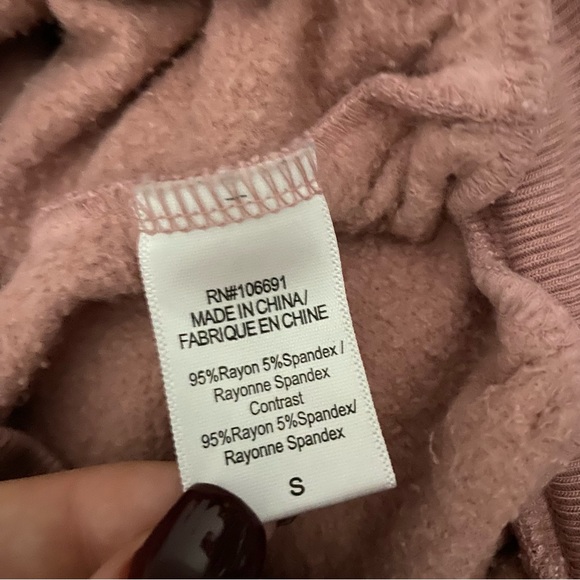 RN#106691
MADE IN CHINA/
FABRIQUE EN CHINE
95%Rayon 5%Spandex /
Rayonne Spandex
Contrast
95%Rayon 5%Spandex/
Rayonne Spandex
S